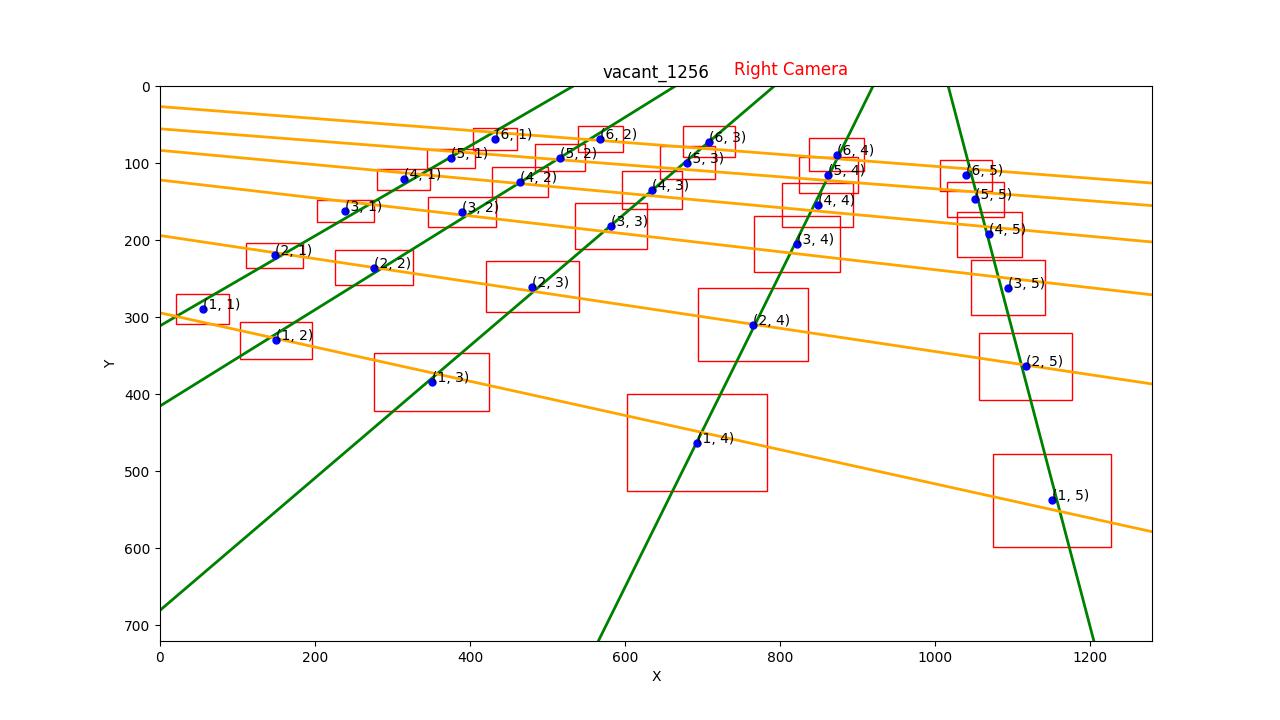 vacant_1256 Right Camera
0
(6, 1) (6, 2) (6, 3) (6, 4)
(5, 1) (5, 2) (5, 3) (5, 4) (6, 5)
100
(4, 1) (4, 2) (4, 3) (4, 4) (5, 5)
(3, 1) (3, 2) (3, 3) (3, 4) (4, 5)
200
(2, 1) (2, 2) (2, 3) (2, 4) (3, 5)
300
(1, 1) (1, 2) (1, 3) (1, 4) (2, 5)
Y
400
500
(1, 5)
600
700
0 200 400 600 800 1000 1200
X